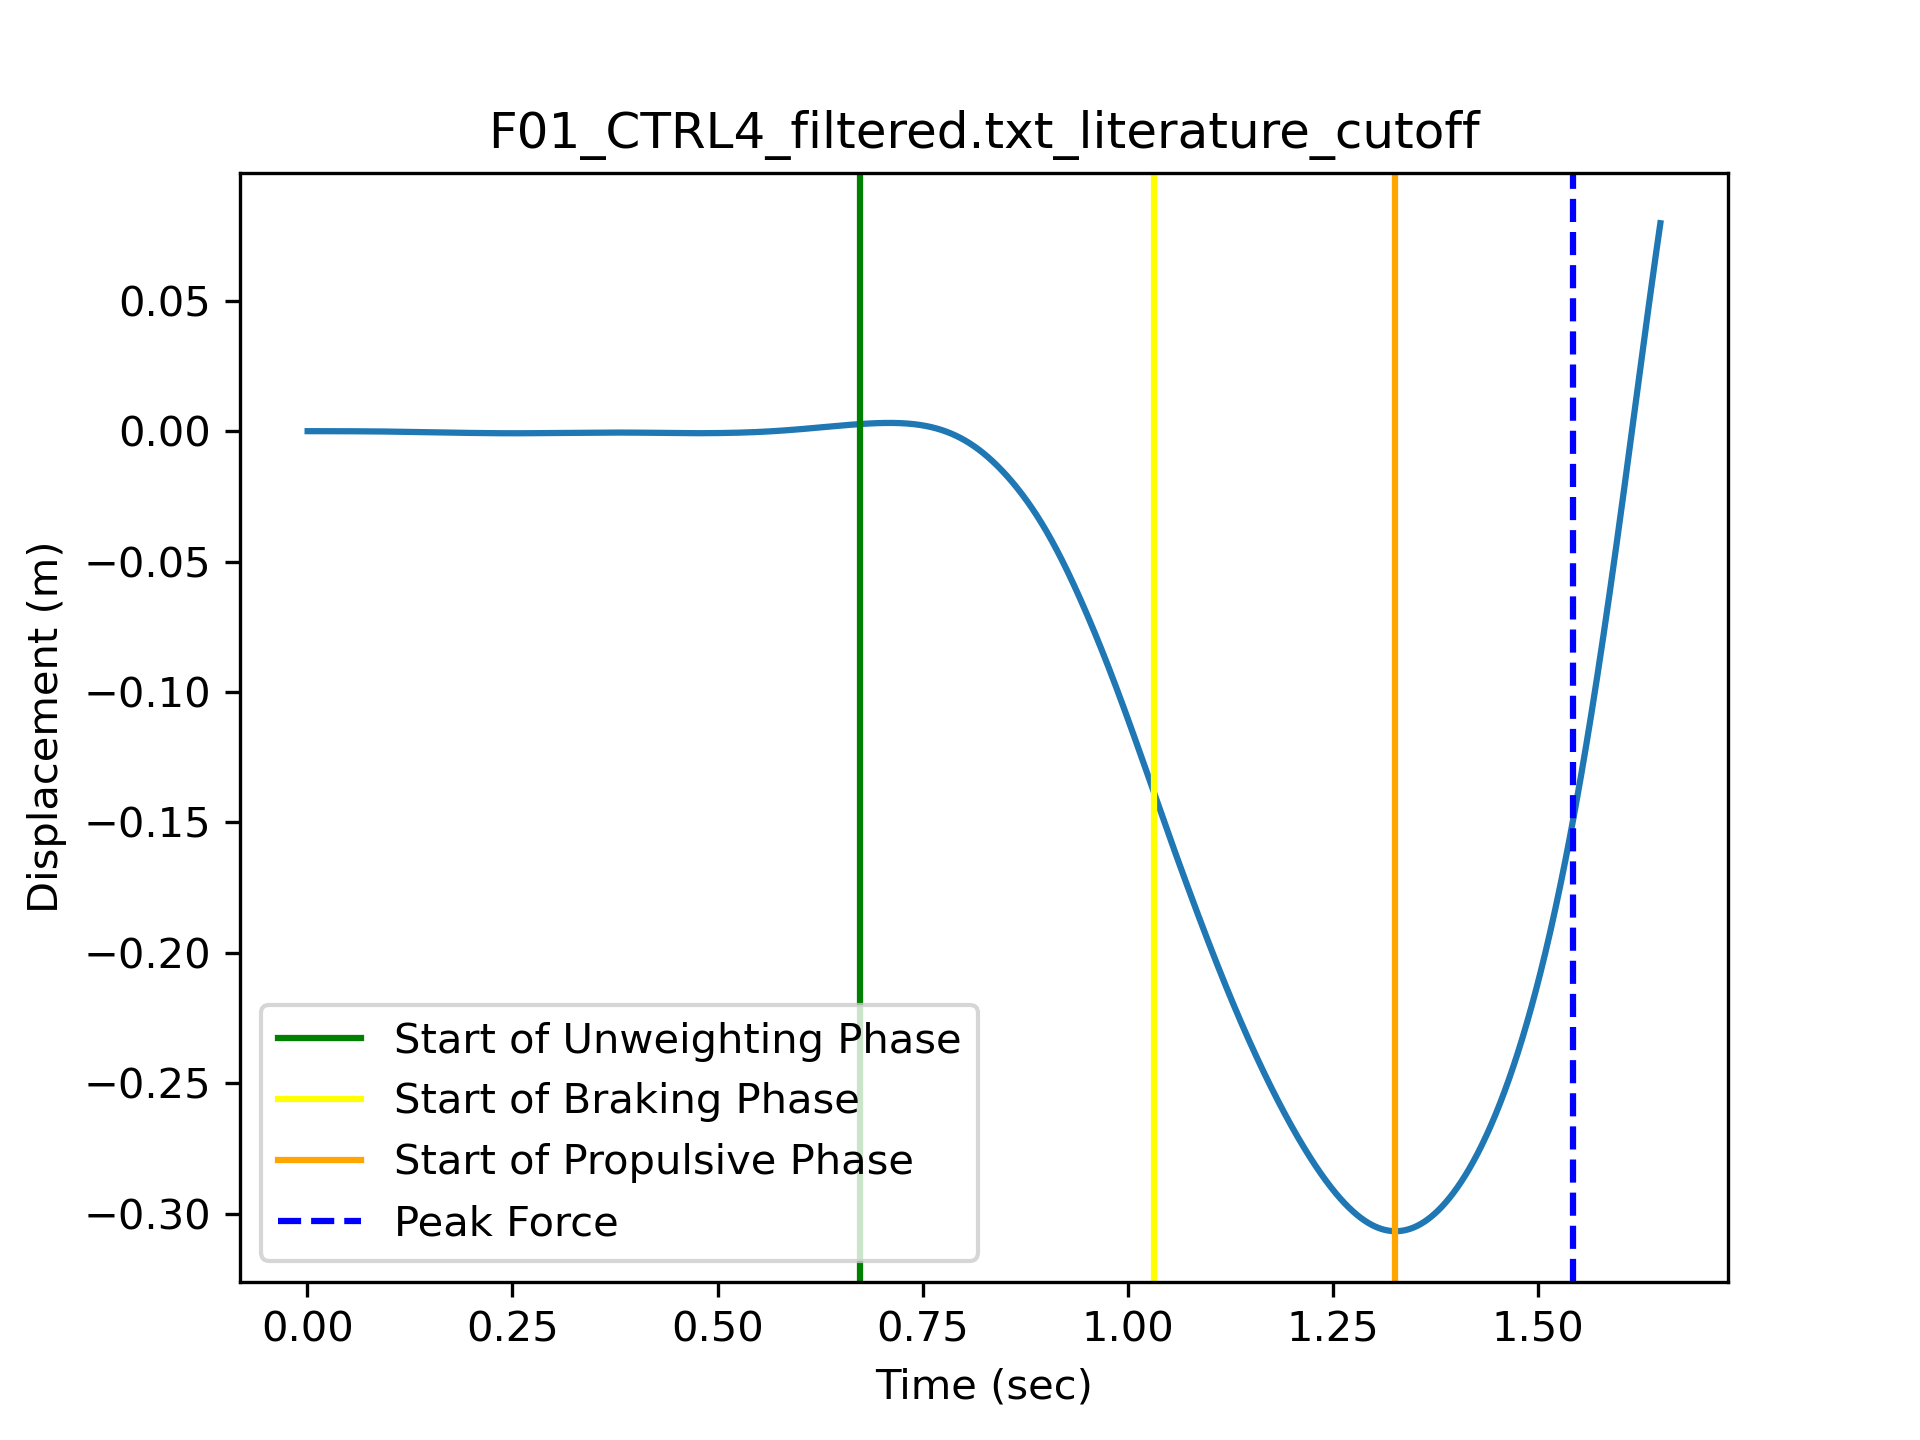 F01_CTRL4_filtered.txt_literature_cutoff
Displacement (m)
0.05
0.00
−0.05
−0.10
−0.15
−0.20
−0.25
−0.30
Start of Unweighting Phase
Start of Braking Phase
Start of Propulsive Phase
Peak Force
0.00 0.25 0.50 0.75 1.00 1.25 1.50
Time (sec)